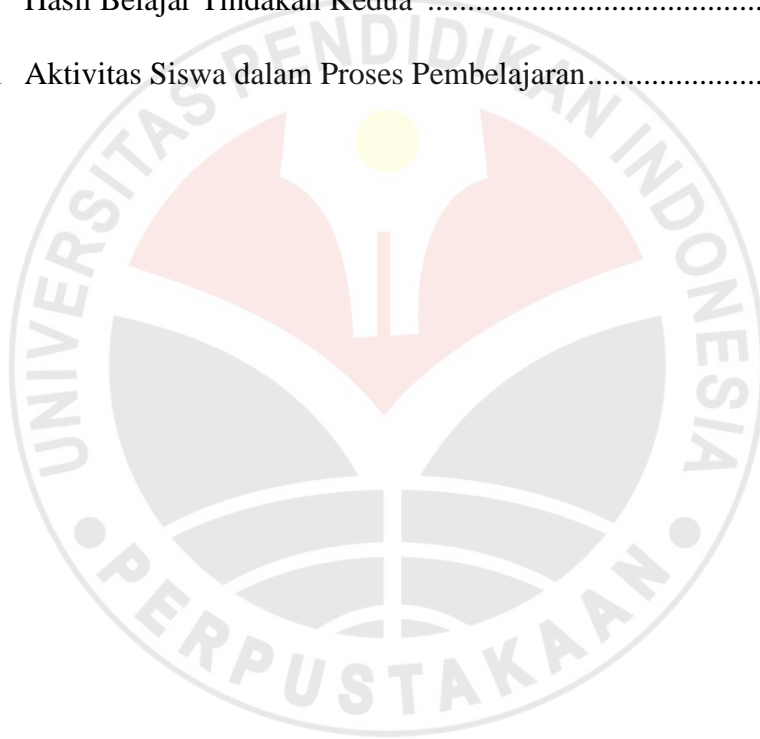 Hasil Belajar Tindakan Kedua ........................................
Aktivitas Siswa dalam Proses Pembelajaran.....................
UNIVERSITAS PENDIDIKAN INDONESIA
PERPUSTAKAAN